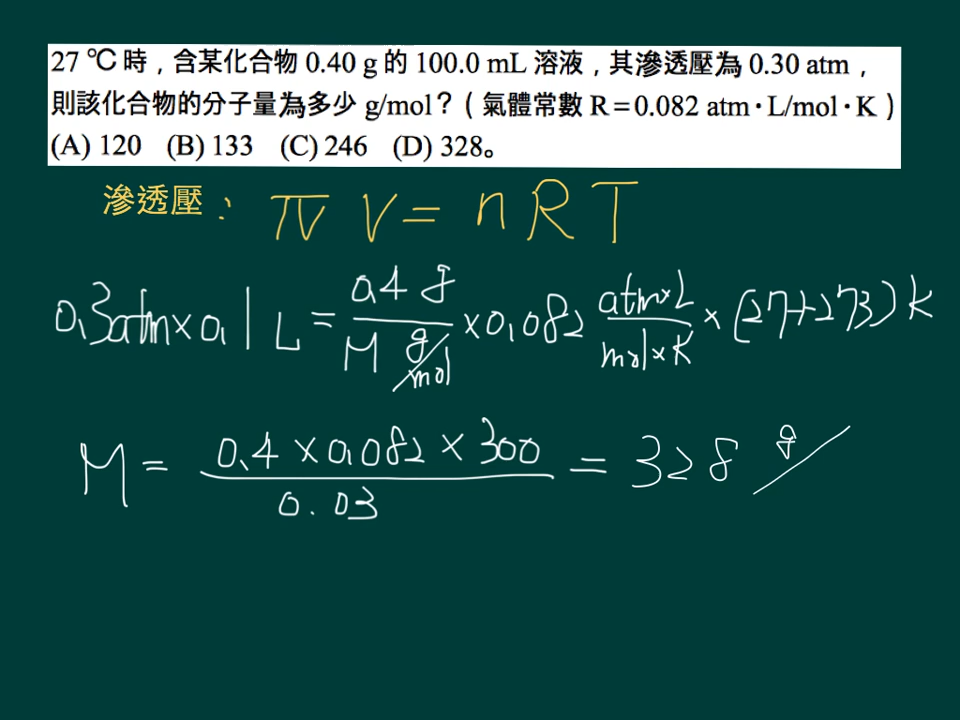 27 ℃時，含某化合物 0.40 g 的 100.0 mL 溶液，其滲透壓為 0.30 atm，
則該化合物的分子量為多少 g/mol？（氣體常數 R＝0.082 atm·L/mol·K）
(A) 120 (B) 133 (C) 246 (D) 328。
滲透壓：πV = nRT
0.3atm×0.1L = 0.4g/M g/mol ×0.082 atm×L/mol×K ×(27+273)K
M = 0.4×0.082×300/0.03 = 328 g/